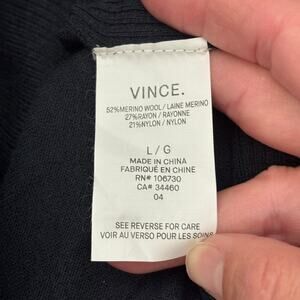 VINCE.
52%MERINO WOOL / LAINE MERINO
27%RAYON / RAYONNE
21%NYLON / NYLON
L / G
MADE IN CHINA
FABRIQUÉ EN CHINE
RN# 106730
CA# 34460
04
SEE REVERSE FOR CARE
VOIR AU VERSO POUR LES SOINS